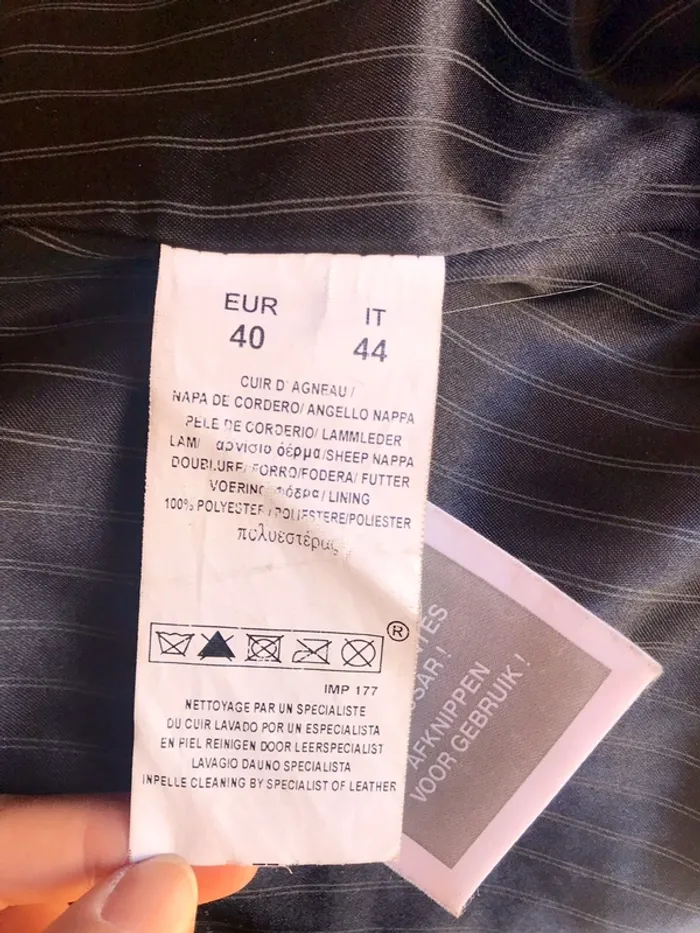 EUR
40
IT
44
CUIR D'AGNEAU/
NAPA DE CORDERO/ ANGELLO NAPPA
PELE DE CORDERIO/ LAMMLEDER
LAM/ αρνισιο δέρμα/SHEEP NAPPA
DOUBLURE/ FORRO/FODERA/ FUTTER
VOERING /LINING
100% POLYESTER / POLIESTERE/POLIESTER
πολυεστέρας
®
IMP 177
NETTOYAGE PAR UN SPECIALISTE
DU CUIR LAVADO POR UN ESPECIALISTA
EN PIEL REINIGEN DOOR LEERSPECIALIST
LAVAGIO DAUNO SPECIALISTA
INPELLE CLEANING BY SPECIALIST OF LEATHER
AFKNIPPEN
VOOR GEBRUIK !